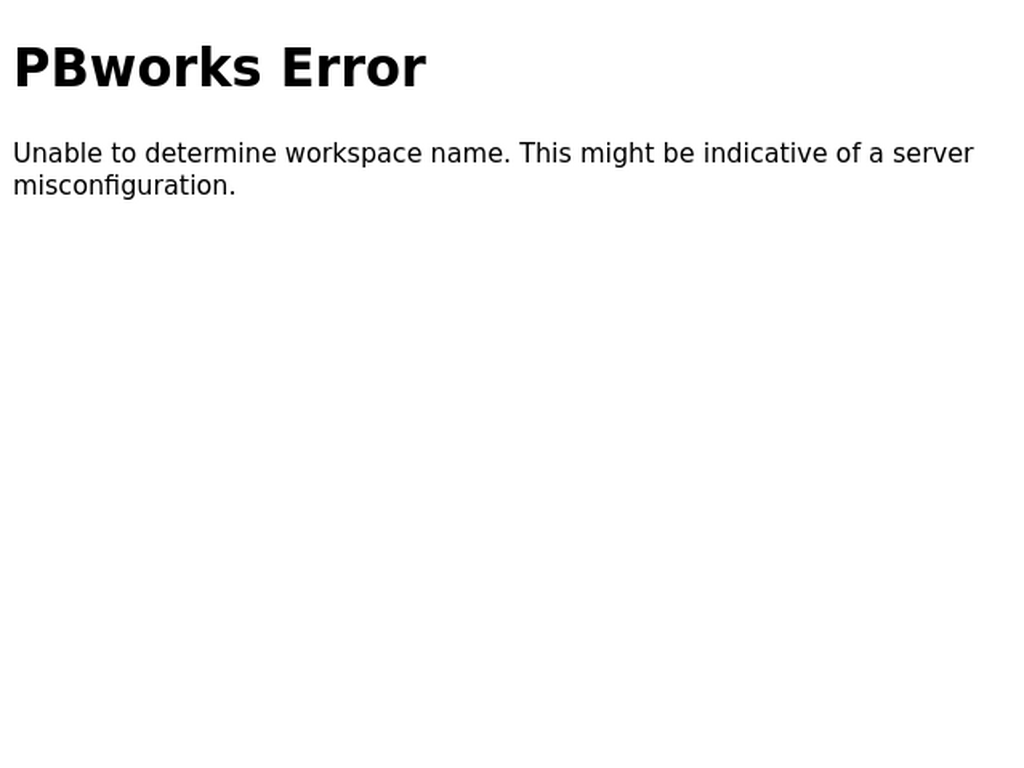 PBworks Error
Unable to determine workspace name. This might be indicative of a server
misconfiguration.